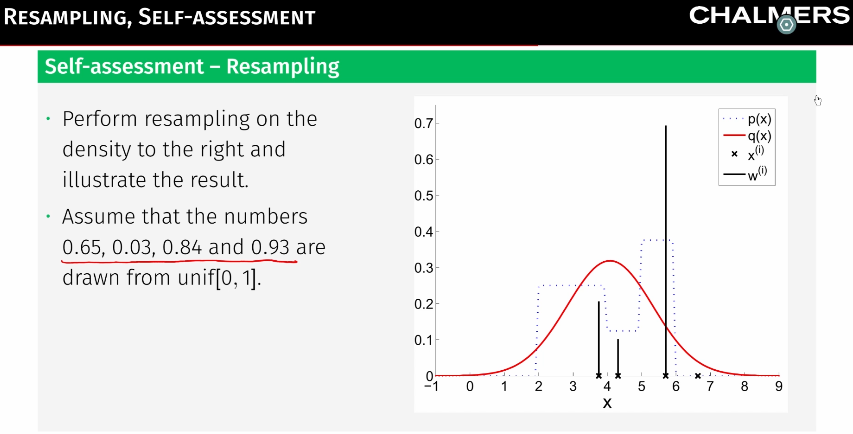 Resampling, Self-assessment
CHALMERS
Self-assessment – Resampling
• Perform resampling on the
density to the right and
illustrate the result.
• Assume that the numbers
0.65, 0.03, 0.84 and 0.93 are
drawn from unif[0, 1].
0.7
0.6
0.5
0.4
0.3
0.2
0.1
0
−1 0 1 2 3 4 5 6 7 8 9
x
p(x)
q(x)
x(i)
w(i)